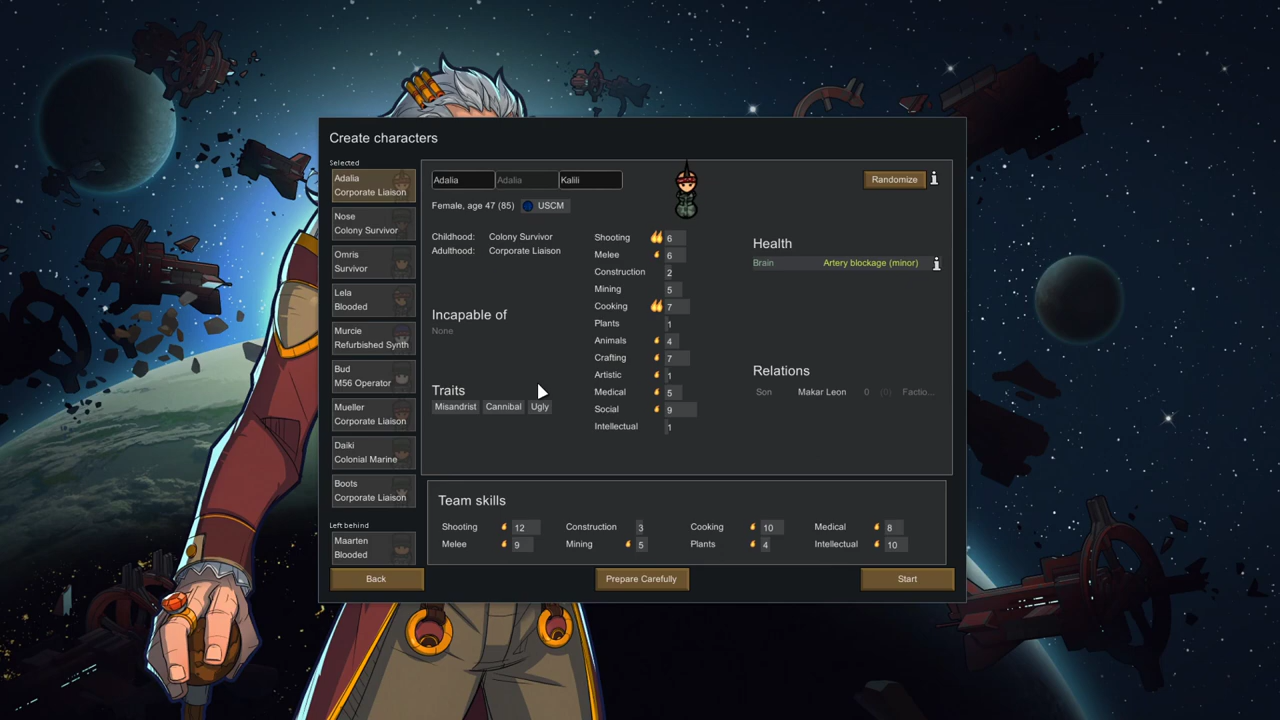 Create characters
Selected
Adalia
Corporate Liaison
Nose
Colony Survivor
Omris
Survivor
Lela
Blooded
Murcie
Refurbished Synth
Bud
M56 Operator
Mueller
Corporate Liaison
Daiki
Colonial Marine
Boots
Corporate Liaison
Left behind
Maarten
Blooded
Adalia Adalia Kalili
Randomize
Female, age 47 (85) USCM
Childhood: Colony Survivor
Adulthood: Corporate Liaison
Incapable of
None
Traits
Misandrist Cannibal Ugly
Shooting 6
Melee 6
Construction 2
Mining 5
Cooking 7
Plants 1
Animals 4
Crafting 7
Artistic 1
Medical 5
Social 9
Intellectual 1
Health
Brain Artery blockage (minor)
Relations
Son Makar Leon 0 (0) Factio...
Team skills
Shooting 12 Construction 3 Cooking 10 Medical 8
Melee 9 Mining 5 Plants 4 Intellectual 10
Back Prepare Carefully Start